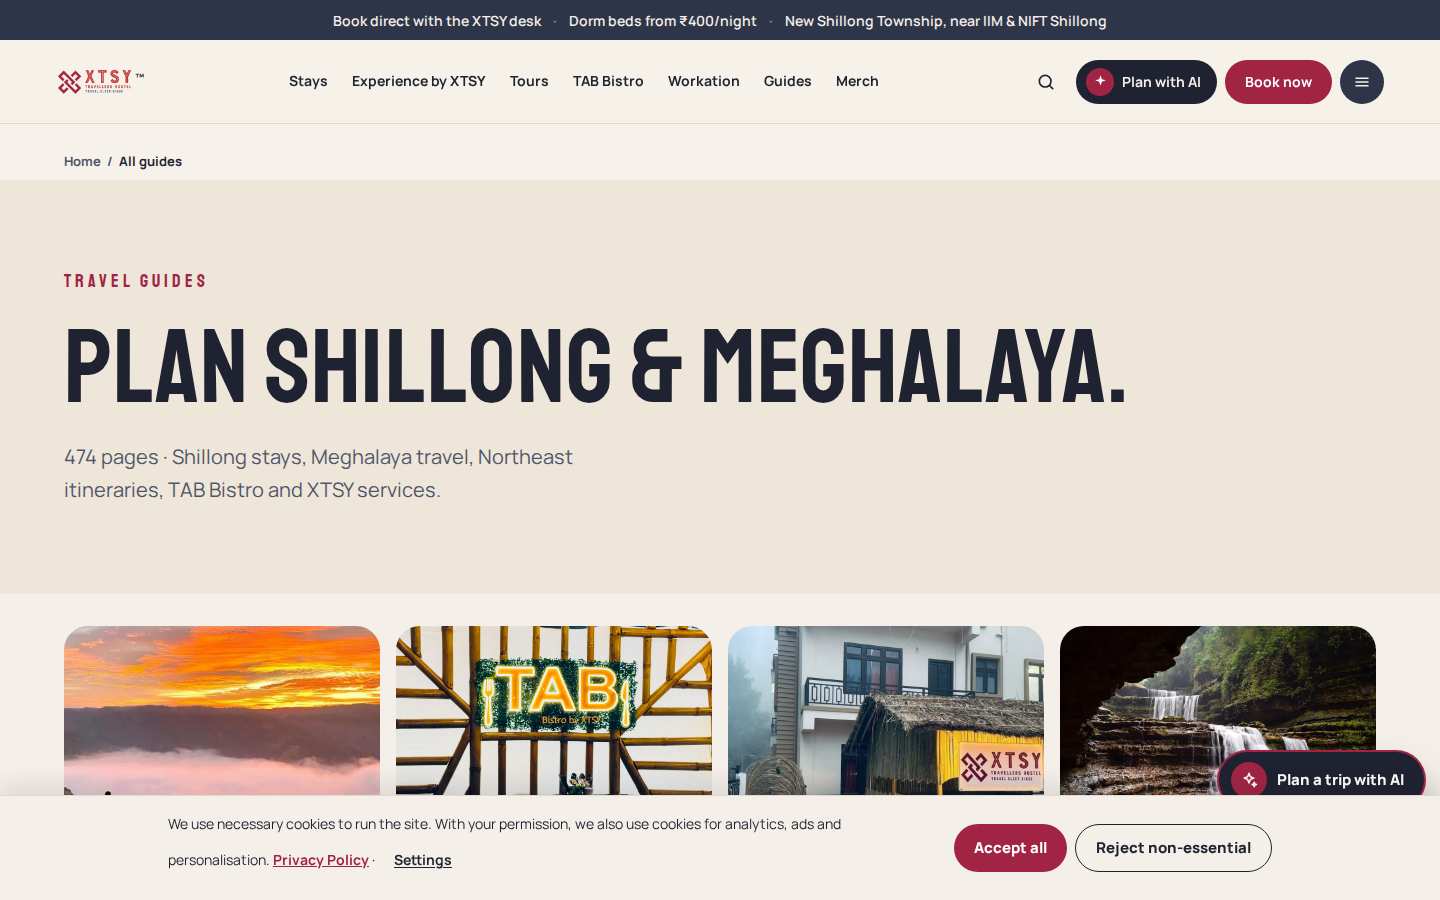 Book direct with the XTSY desk · Dorm beds from ₹400/night · New Shillong Township, near IIM & NIFT Shillong
XTSY™
TRAVELLERS HOSTEL
Stays Experience by XTSY Tours TAB Bistro Workation Guides Merch
Plan with AI
Book now
Home / All guides
TRAVEL GUIDES
PLAN SHILLONG & MEGHALAYA.
474 pages · Shillong stays, Meghalaya travel, Northeast
itineraries, TAB Bistro and XTSY services.
TAB
Bistro by XTSY
XTSY
TRAVELLERS HOSTEL
Plan a trip with AI
We use necessary cookies to run the site. With your permission, we also use cookies for analytics, ads and
personalisation. Privacy Policy · Settings
Accept all
Reject non-essential